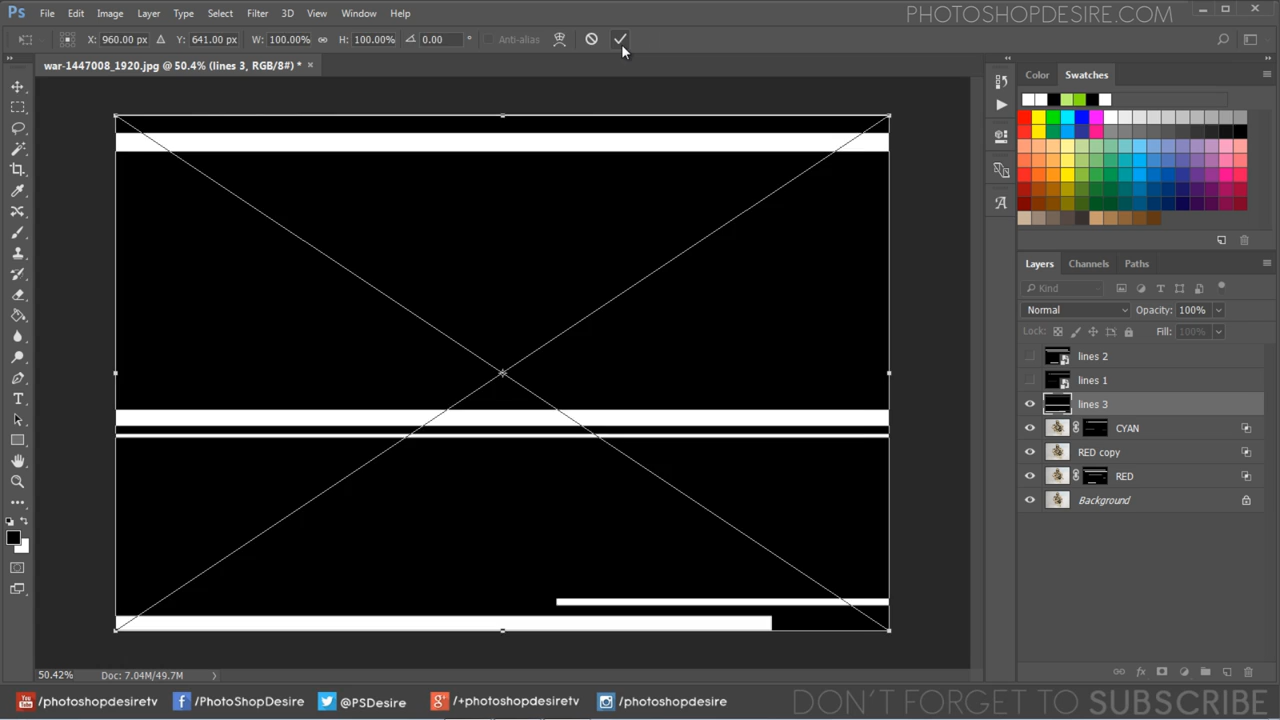 PHOTOSHOPDESIRE.COM
Ps File Edit Image Layer Type Select Filter 3D View Window Help
X: 960.00 px Y: 641.00 px W: 100.00% H: 100.00% 0.00 ° Anti-alias
war-1447008_1920.jpg @ 50.4% (lines 3, RGB/8#) * ×
Color Swatches
Layers Channels Paths
Kind
Normal Opacity: 100%
Lock: Fill: 100%
lines 2
lines 1
lines 3
CYAN
RED copy
RED
Background
50.42% Doc: 7.04M/49.7M
You Tube /photoshopdesiretv /PhotoShopDesire @PSDesire /+photoshopdesiretv /photoshopdesire
DON'T FORGET TO SUBSCRIBE